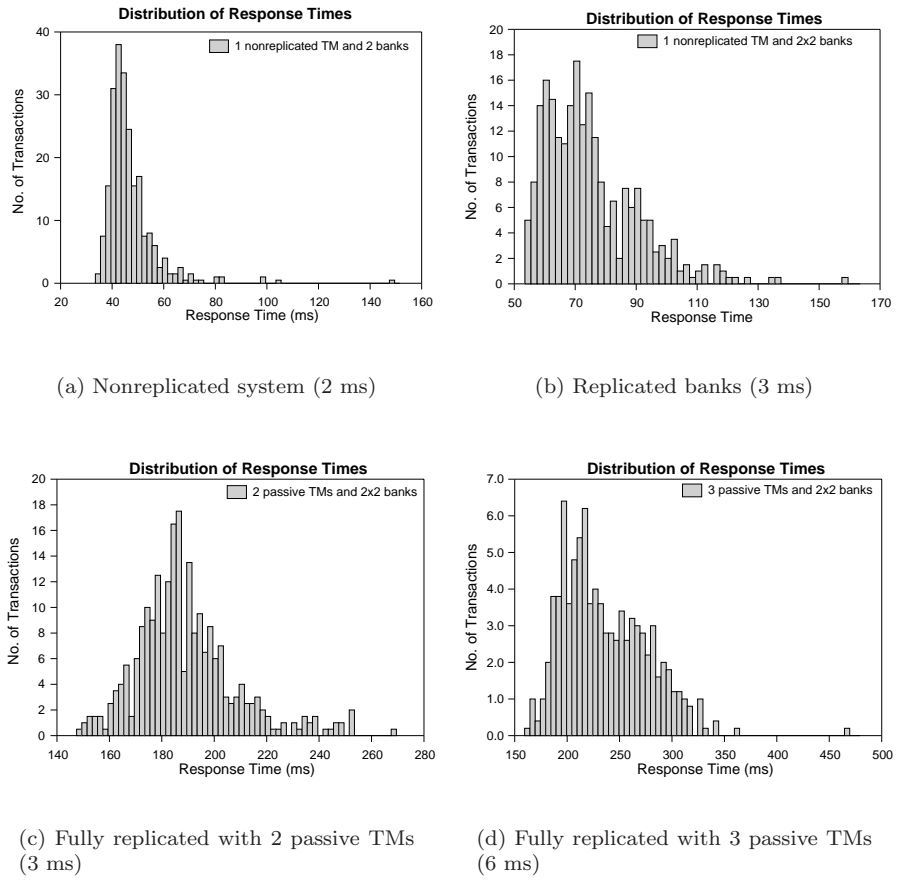 Distribution of Response Times
1 nonreplicated TM and 2 banks
No. of Transactions
40
30
20
10
0
20 40 60 80 100 120 140 160
Response Time (ms)
(a) Nonreplicated system (2 ms)
Distribution of Response Times
1 nonreplicated TM and 2x2 banks
No. of Transactions
20
18
16
14
12
10
8
6
4
2
0
50 70 90 110 130 150 170
Response Time
(b) Replicated banks (3 ms)
Distribution of Response Times
2 passive TMs and 2x2 banks
No. of Transactions
20
18
16
14
12
10
8
6
4
2
0
140 160 180 200 220 240 260 280
Response Time (ms)
(c) Fully replicated with 2 passive TMs
(3 ms)
Distribution of Response Times
3 passive TMs and 2x2 banks
No. of Transactions
7.0
6.0
5.0
4.0
3.0
2.0
1.0
0.0
150 200 250 300 350 400 450 500
Response Time (ms)
(d) Fully replicated with 3 passive TMs
(6 ms)